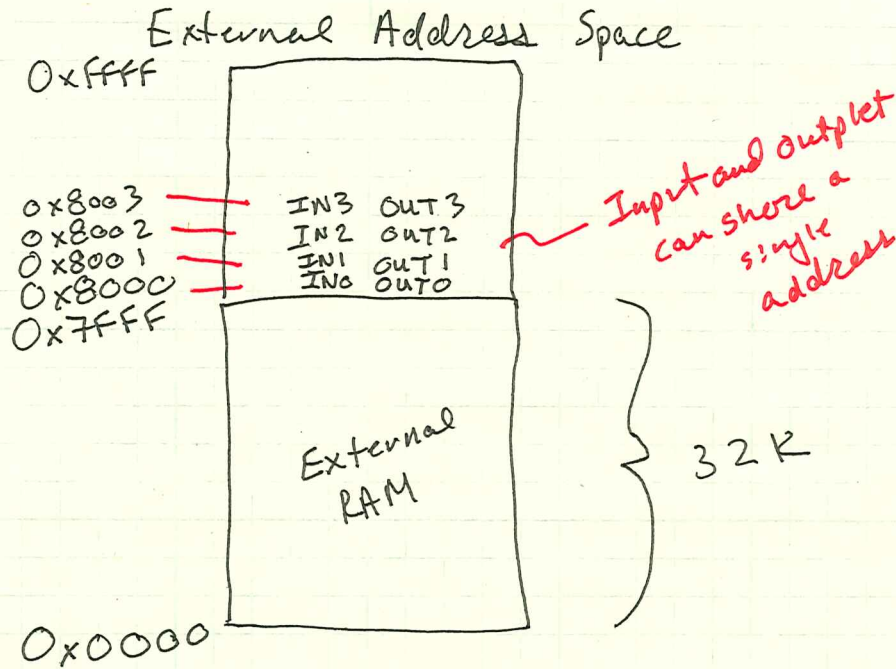 External Address Space
0xFFFF
0x8003 IN3 OUT3
0x8002 IN2 OUT2
0x8001 IN1 OUT1
0x8000 IN0 OUT0
0x7FFF
Input and output
can share a
single
address
External
RAM
32K
0x0000